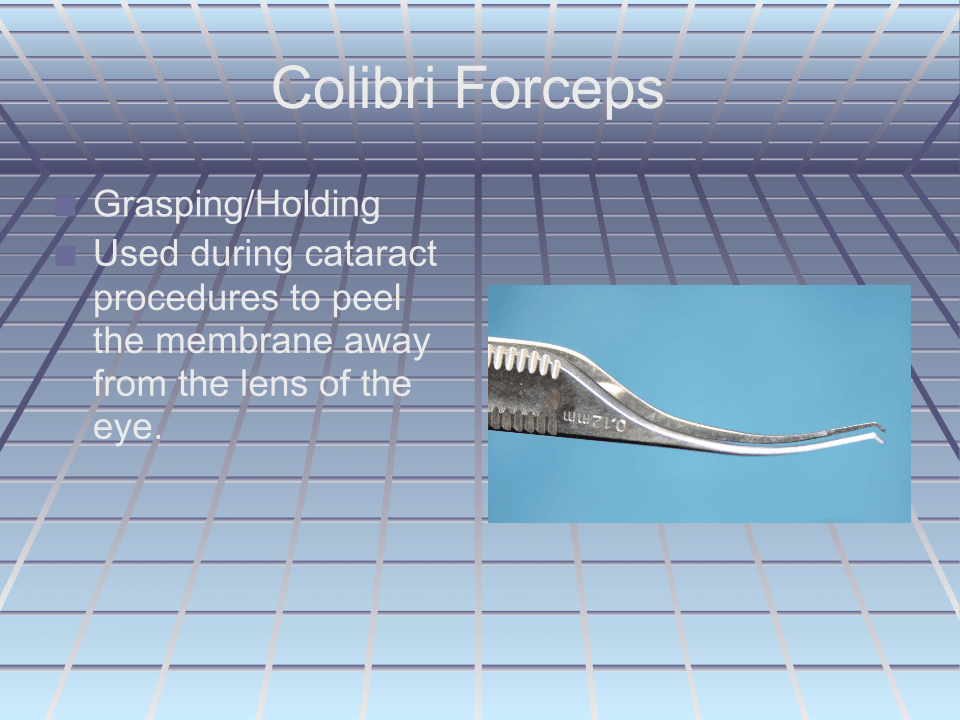 Colibri Forceps
Grasping/Holding
Used during cataract
procedures to peel
the membrane away
from the lens of the
eye.
0.12mm